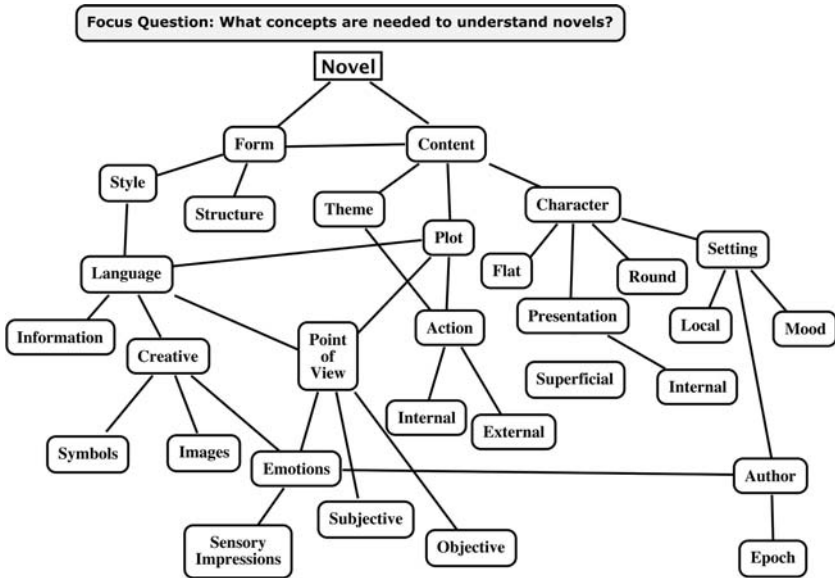 Focus Question: What concepts are needed to understand novels?
Novel
Form
Content
Style
Structure
Theme
Character
Plot
Setting
Language
Flat
Round
Information
Creative
Point
of
View
Action
Presentation
Local
Mood
Superficial
Internal
Internal
External
Symbols
Images
Emotions
Author
Sensory
Impressions
Subjective
Objective
Epoch